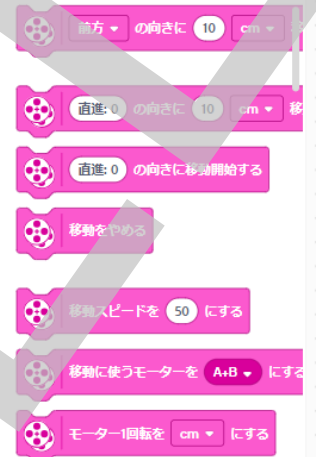 前方 の向きに 10 cm
直進: 0 の向きに 10 cm 移
直進: 0 の向きに移動開始する
移動をやめる
移動スピードを 50 にする
移動に使うモーターを A+B にす
モーター1回転を cm にする